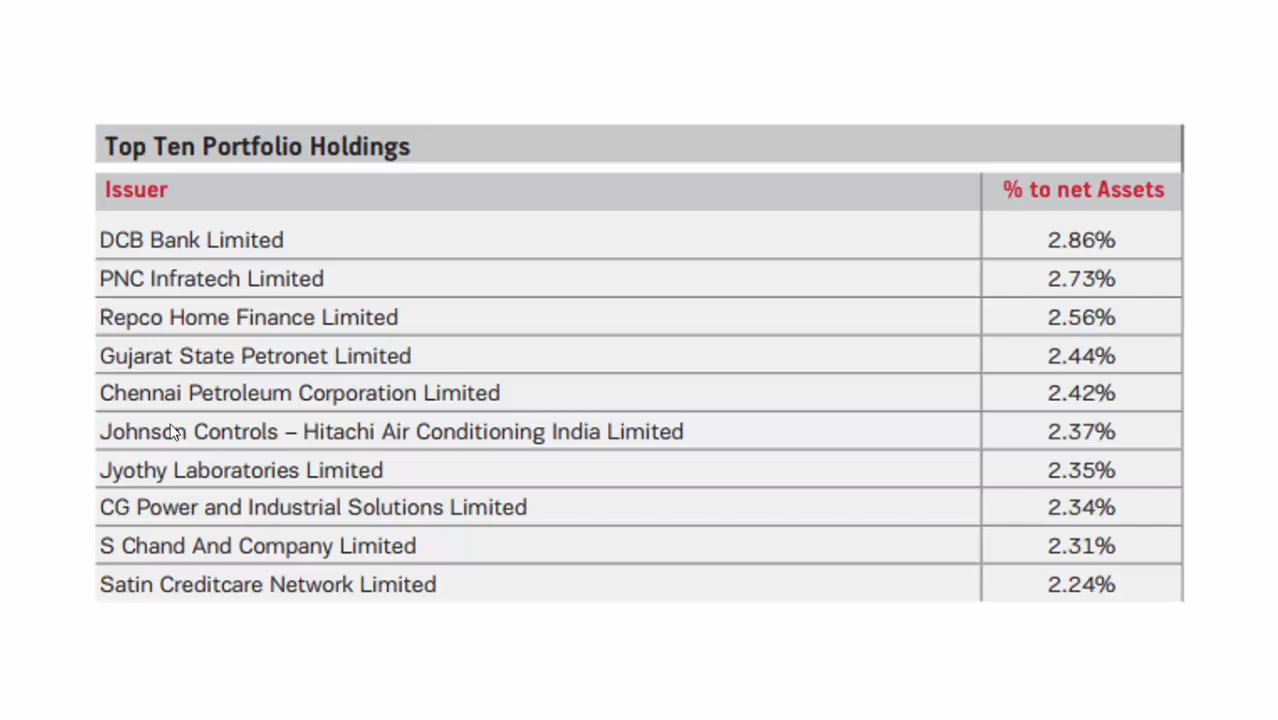 Top Ten Portfolio Holdings
Issuer % to net Assets
DCB Bank Limited 2.86%
PNC Infratech Limited 2.73%
Repco Home Finance Limited 2.56%
Gujarat State Petronet Limited 2.44%
Chennai Petroleum Corporation Limited 2.42%
Johnson Controls – Hitachi Air Conditioning India Limited 2.37%
Jyothy Laboratories Limited 2.35%
CG Power and Industrial Solutions Limited 2.34%
S Chand And Company Limited 2.31%
Satin Creditcare Network Limited 2.24%